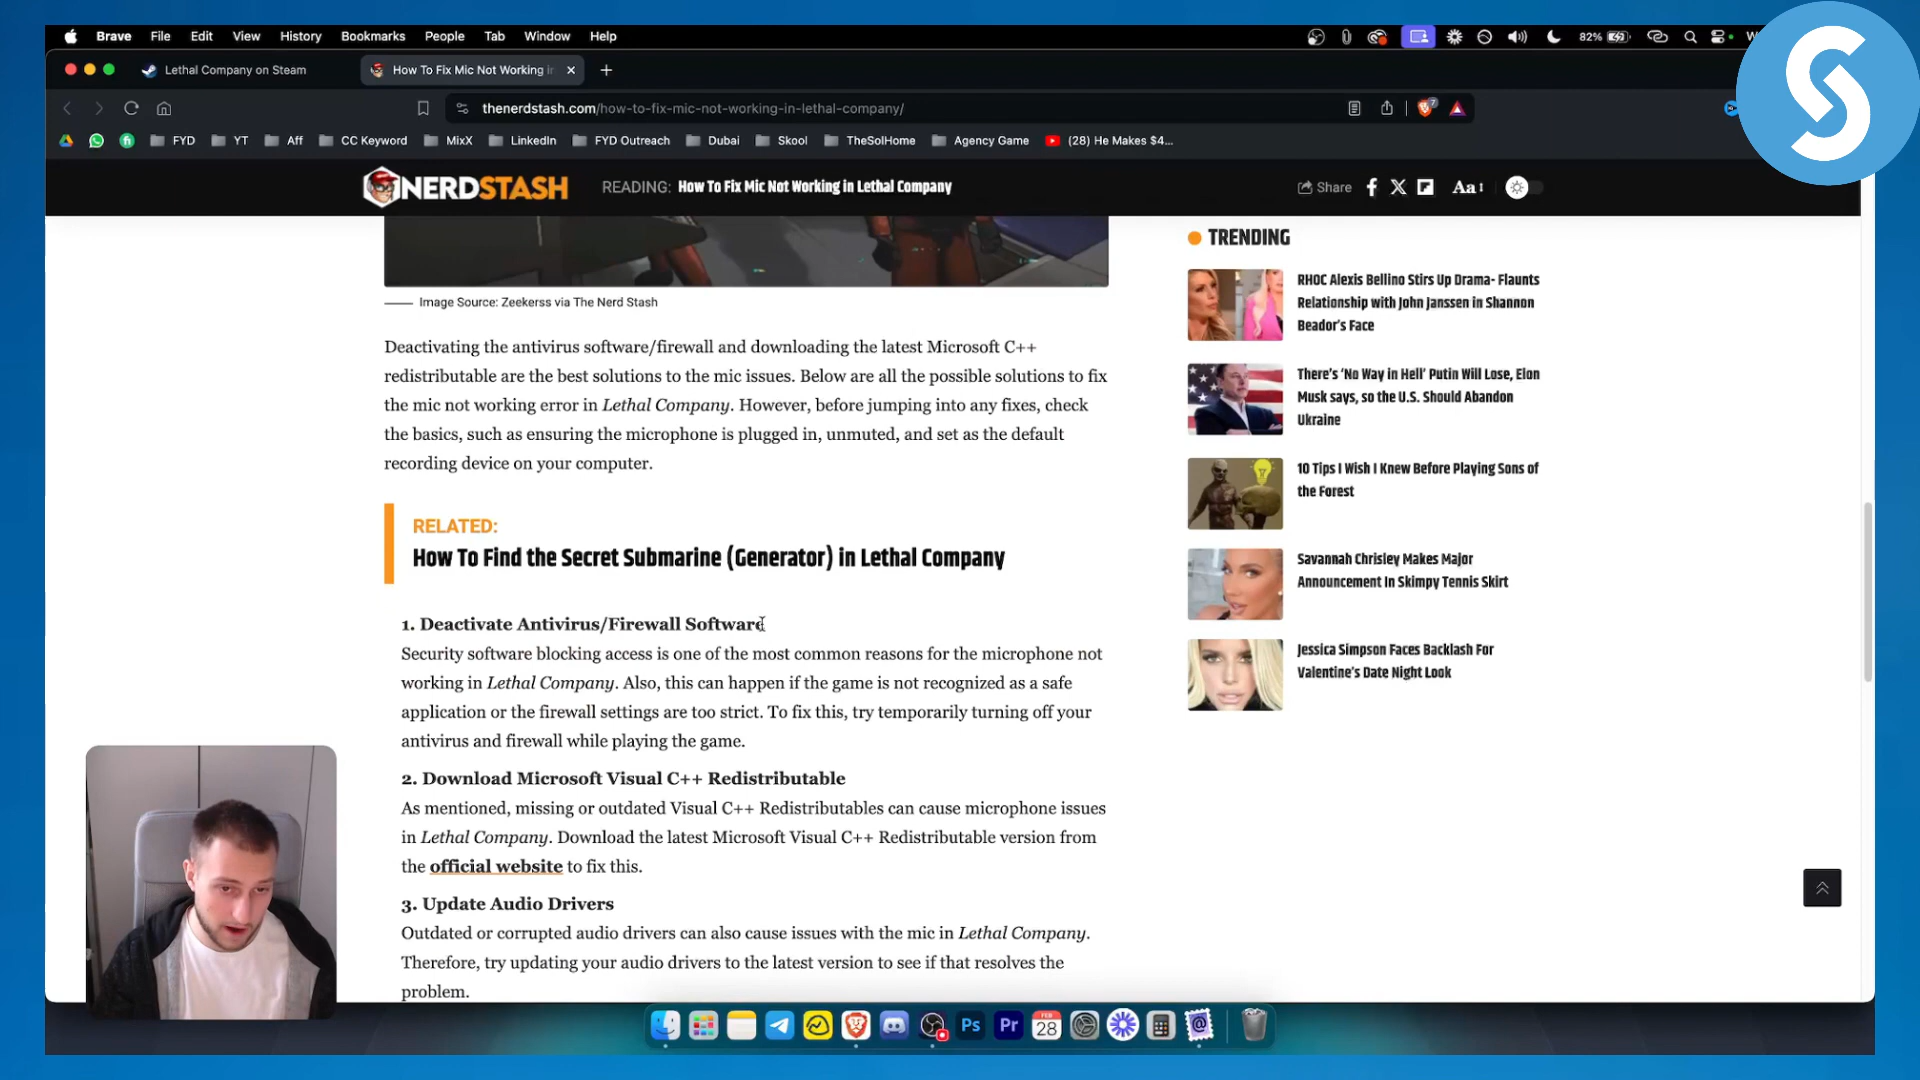 Brave File Edit View History Bookmarks People Tab Window Help 82%
Lethal Company on Steam
How To Fix Mic Not Working in
thenerdstash.com/how-to-fix-mic-not-working-in-lethal-company/
7
FYD YT Aff CC Keyword MixX LinkedIn FYD Outreach Dubai Skool TheSolHome Agency Game (28) He Makes $4...
NERDSTASH
READING: How To Fix Mic Not Working in Lethal Company
Share
Aa
Image Source: Zeekerss via The Nerd Stash
Deactivating the antivirus software/firewall and downloading the latest Microsoft C++
redistributable are the best solutions to the mic issues. Below are all the possible solutions to fix
the mic not working error in Lethal Company. However, before jumping into any fixes, check
the basics, such as ensuring the microphone is plugged in, unmuted, and set as the default
recording device on your computer.
RELATED:
How To Find the Secret Submarine (Generator) in Lethal Company
1. Deactivate Antivirus/Firewall Software
Security software blocking access is one of the most common reasons for the microphone not
working in Lethal Company. Also, this can happen if the game is not recognized as a safe
application or the firewall settings are too strict. To fix this, try temporarily turning off your
antivirus and firewall while playing the game.
2. Download Microsoft Visual C++ Redistributable
As mentioned, missing or outdated Visual C++ Redistributables can cause microphone issues
in Lethal Company. Download the latest Microsoft Visual C++ Redistributable version from
the official website to fix this.
3. Update Audio Drivers
Outdated or corrupted audio drivers can also cause issues with the mic in Lethal Company.
Therefore, try updating your audio drivers to the latest version to see if that resolves the
problem.
TRENDING
RHOC Alexis Bellino Stirs Up Drama- Flaunts
Relationship with John Janssen in Shannon
Beador's Face
There's 'No Way in Hell' Putin Will Lose, Elon
Musk says, so the U.S. Should Abandon
Ukraine
10 Tips I Wish I Knew Before Playing Sons of
the Forest
Savannah Chrisley Makes Major
Announcement In Skimpy Tennis Skirt
Jessica Simpson Faces Backlash For
Valentine's Date Night Look
Ps
Pr
FEB
28
@
S